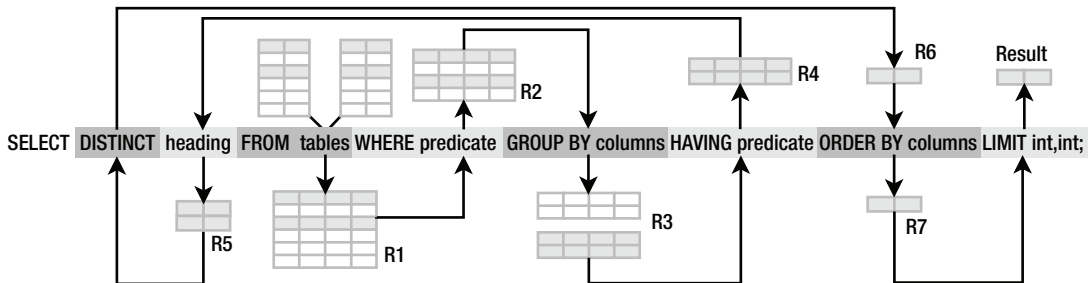 R6
Result
R4
R2
SELECT DISTINCT heading FROM tables WHERE predicate GROUP BY columns HAVING predicate ORDER BY columns LIMIT int,int;
R5
R1
R3
R7